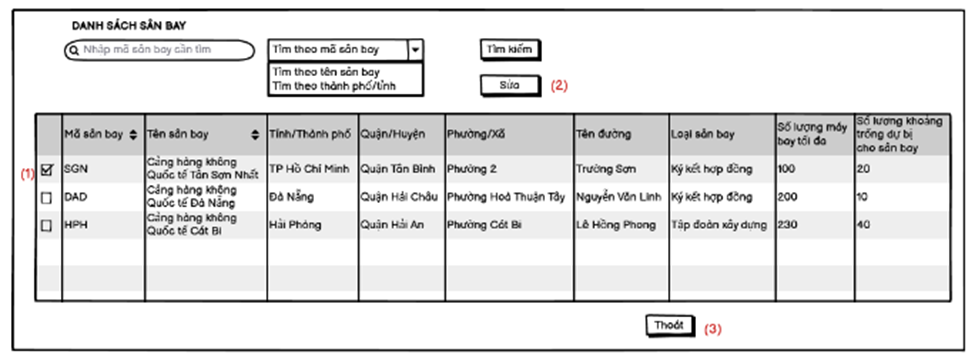 DANH SÁCH SÂN BAY
Nhập mã sân bay cần tìm
Tìm theo mã sân bay
Tìm kiếm
Tìm theo tên sân bay
Tìm theo thành phố/tỉnh
Sửa
(2)
Mã sân bay
Tên sân bay
Tỉnh/Thành phố
Quận/Huyện
Phường/Xã
Tên đường
Loại sân bay
Số lượng máy
bay tối đa
Số lượng khoảng
trống dự bị
cho sân bay
(1)
SGN
Cảng hàng không
Quốc tế Tân Sơn Nhất
TP Hồ Chí Minh
Quận Tân Bình
Phường 2
Trường Sơn
Ký kết hợp đồng
100
20
DAD
Cảng hàng không
Quốc tế Đà Nẵng
Đà Nẵng
Quận Hải Châu
Phường Hoà Thuận Tây
Nguyễn Văn Linh
Ký kết hợp đồng
200
10
HPH
Cảng hàng không
Quốc tế Cát Bi
Hải Phòng
Quận Hải An
Phường Cát Bi
Lê Hồng Phong
Tập đoàn xây dựng
230
40
Thoát
(3)